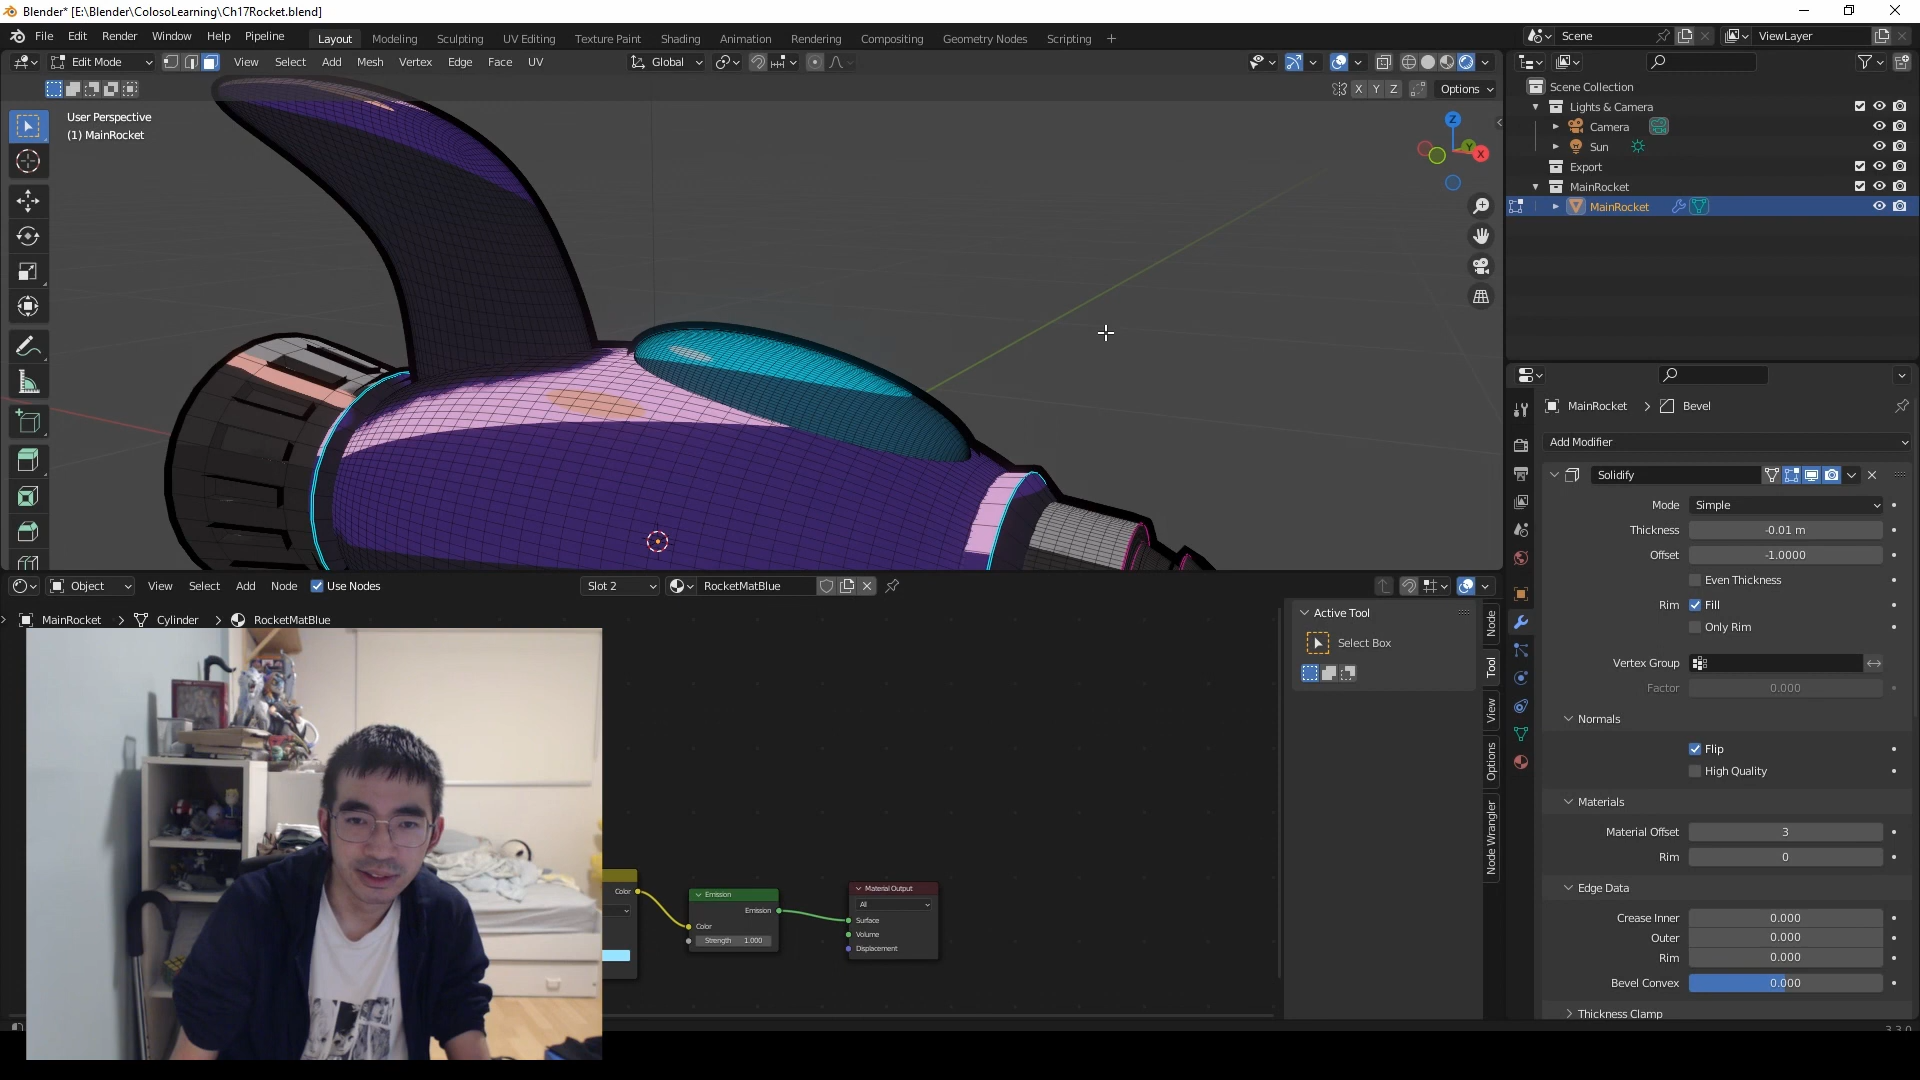 Blender* [E:\Blender\ColosoLearning\Ch17Rocket.blend]
File Edit Render Window Help Pipeline Layout Modeling Sculpting UV Editing Texture Paint Shading Animation Rendering Compositing Geometry Nodes Scripting + Scene ViewLayer
Edit Mode View Select Add Mesh Vertex Edge Face UV Global
X Y Z Options
User Perspective
(1) MainRocket
Z
Y
X
Scene Collection
Lights & Camera
Camera
Sun
Export
MainRocket
MainRocket
MainRocket > Bevel
Add Modifier
Solidify
Mode Simple
Thickness -0.01 m
Offset -1.0000
Even Thickness
Rim Fill
Only Rim
Vertex Group
Factor 0.000
Normals
Flip
High Quality
Materials
Material Offset 3
Rim 0
Edge Data
Crease Inner 0.000
Outer 0.000
Rim 0.000
Bevel Convex 0.000
Thickness Clamp
Object View Select Add Node Use Nodes Slot 2 RocketMatBlue
MainRocket > Cylinder > RocketMatBlue
Active Tool
Select Box
Node
Tool
View
Options
Node Wrangler
Color
Emission
Emission
Color
Strength 1.000
Material Output
All
Surface
Volume
Displacement